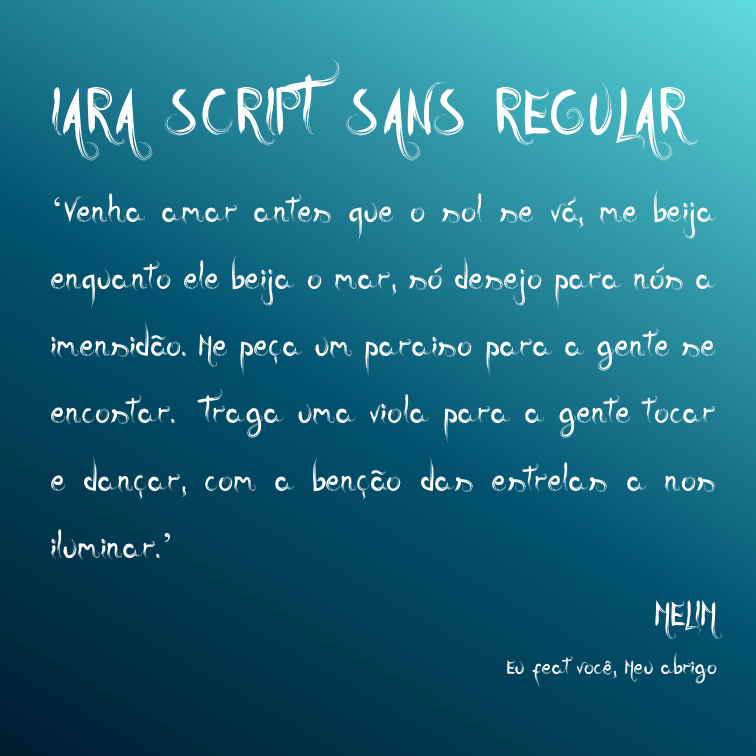 IARA SCRIPT SANS REGULAR
‘Venha amar antes que o sol se vá, me beija
enquanto ele beija o mar, só desejo para nós a
imensidão. Me peça um paraiso para a gente se
encostar. Traga uma viola para a gente tocar
e dançar, com a benção das estrelas a nos
iluminar.’
MELIM
Eu feat você, Meu abrigo